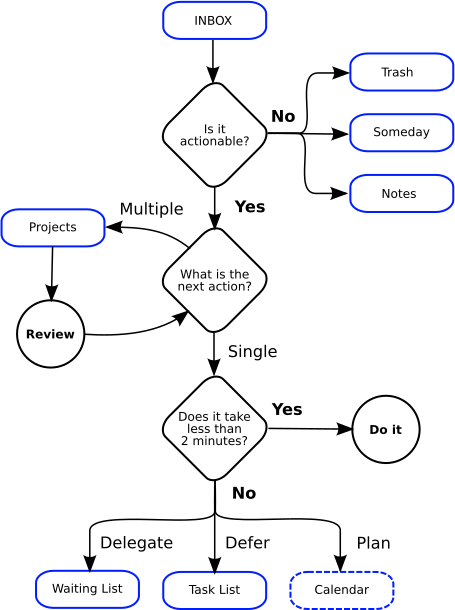 INBOX
Trash
No
Is it
actionable?
Someday
Notes
Multiple
Yes
Projects
What is the
next action?
Review
Single
Does it take
less than
2 minutes?
Yes
Do it
No
Delegate
Defer
Plan
Waiting List
Task List
Calendar